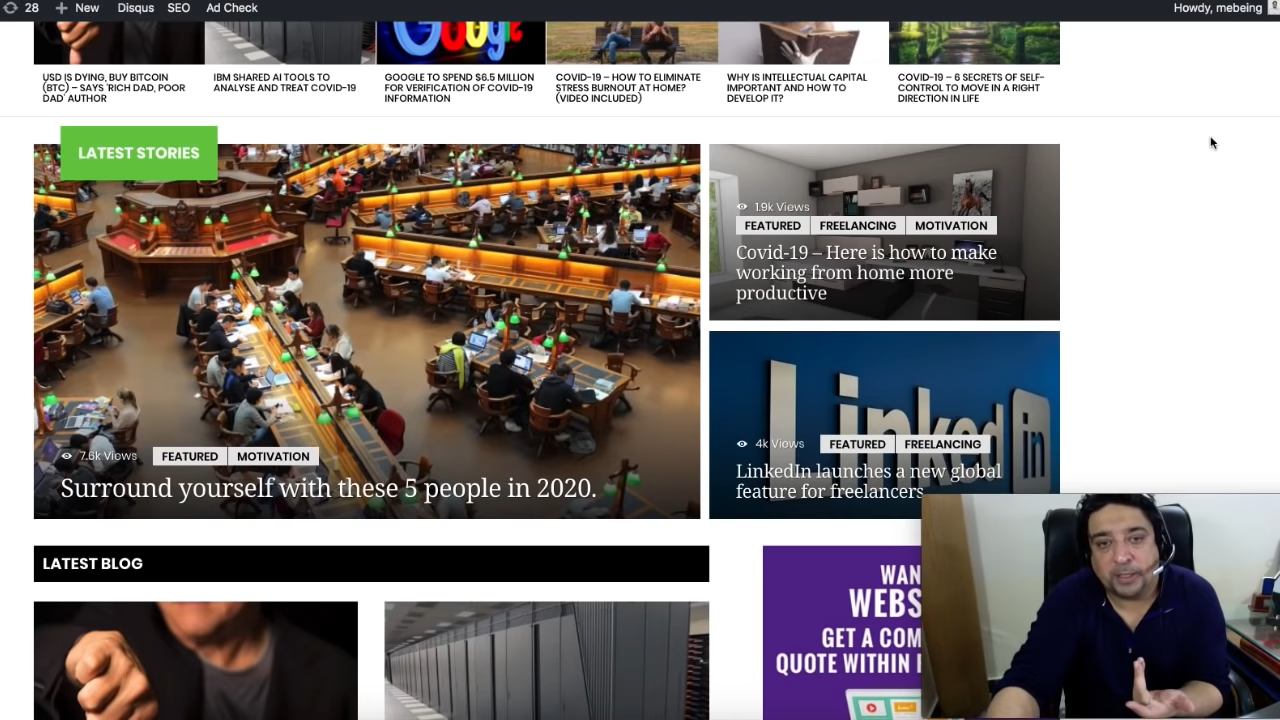 28
New
Disqus
SEO
Ad Check
Howdy, mebeing
Google
USD IS DYING, BUY BITCOIN
(BTC) – SAYS 'RICH DAD, POOR
DAD' AUTHOR
IBM SHARED AI TOOLS TO
ANALYSE AND TREAT COVID-19
GOOGLE TO SPEND $6.5 MILLION
FOR VERIFICATION OF COVID-19
INFORMATION
COVID-19 – HOW TO ELIMINATE
STRESS BURNOUT AT HOME?
(VIDEO INCLUDED)
WHY IS INTELLECTUAL CAPITAL
IMPORTANT AND HOW TO
DEVELOP IT?
COVID-19 – 6 SECRETS OF SELF-
CONTROL TO MOVE IN A RIGHT
DIRECTION IN LIFE
LATEST STORIES
7.6k Views
FEATURED
MOTIVATION
Surround yourself with these 5 people in 2020.
1.9k Views
FEATURED
FREELANCING
MOTIVATION
Covid-19 – Here is how to make
working from home more
productive
Linked in
4k Views
FEATURED
FREELANCING
LinkedIn launches a new global
feature for freelancers
LATEST BLOG
WAN
WEBS
GET A COM
QUOTE WITHIN